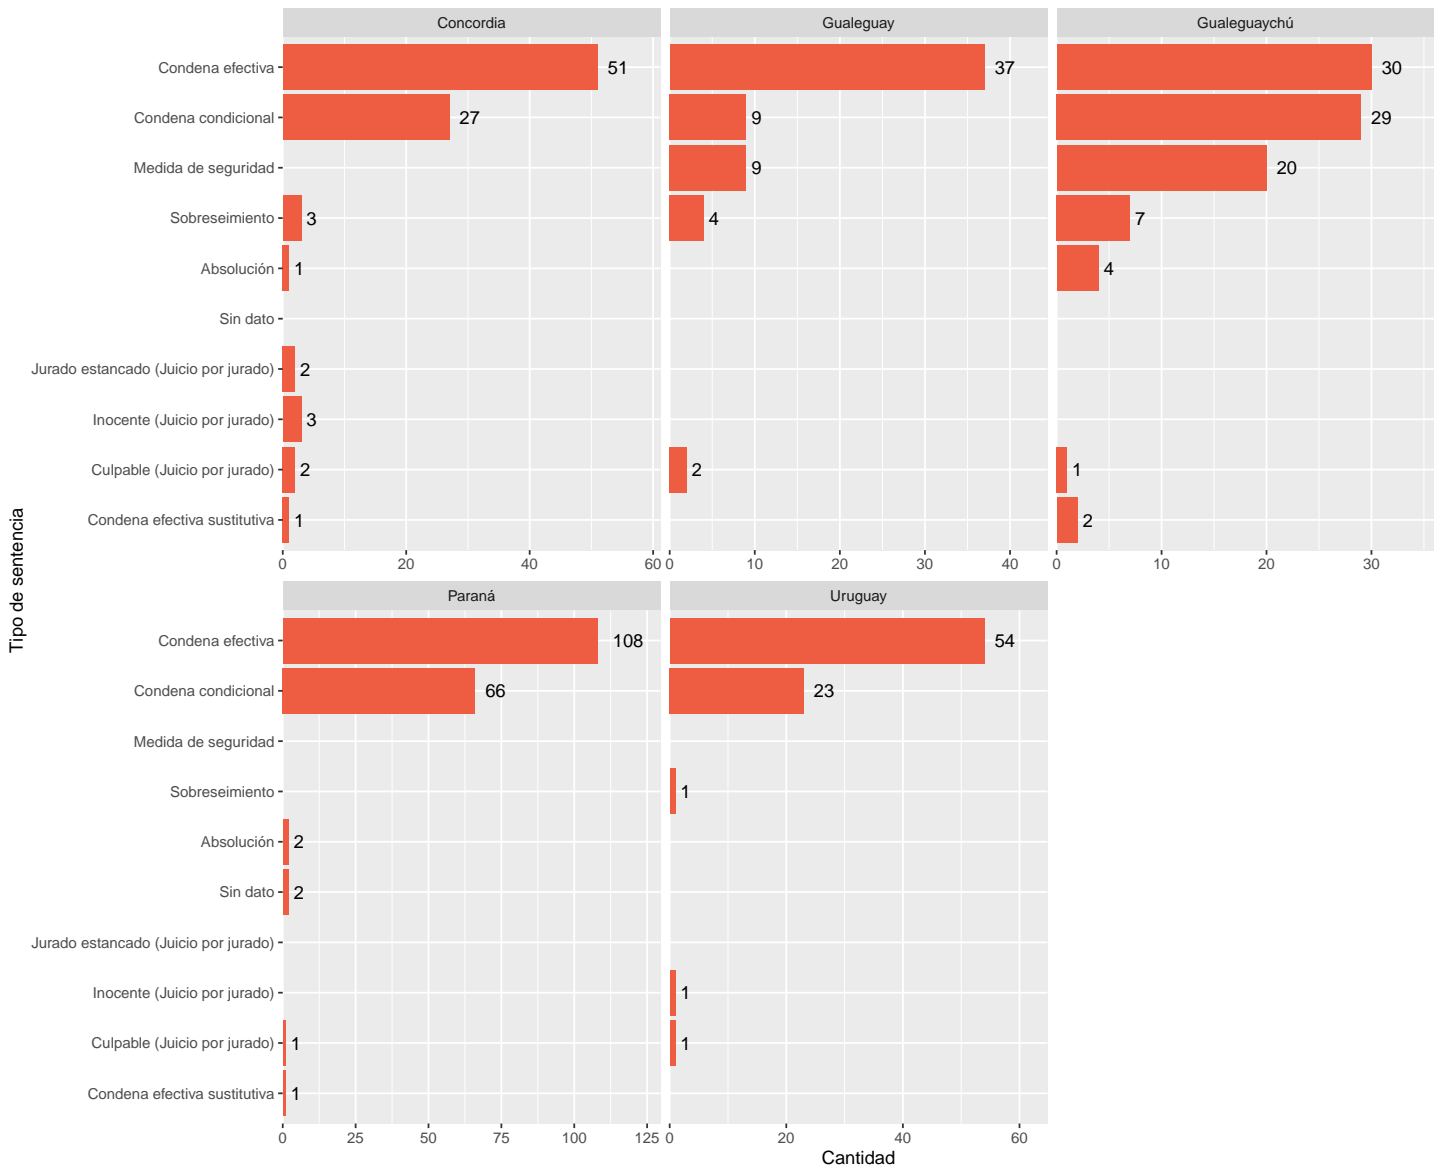 Concordia
Gualeguay
Gualeguaychú
Condena efectiva
51
37
30
Condena condicional
27
9
29
Medida de seguridad
9
20
Sobreseimiento
3
4
7
Absolución
1
4
Sin dato
Jurado estancado (Juicio por jurado)
2
Inocente (Juicio por jurado)
3
Culpable (Juicio por jurado)
2
2
1
Condena efectiva sustitutiva
1
2
0 20 40 60
0 10 20 30 40
0 10 20 30
Tipo de sentencia
Paraná
Uruguay
Condena efectiva
108
54
Condena condicional
66
23
Medida de seguridad
Sobreseimiento
1
Absolución
2
Sin dato
2
Jurado estancado (Juicio por jurado)
Inocente (Juicio por jurado)
1
Culpable (Juicio por jurado)
1
1
Condena efectiva sustitutiva
1
0 25 50 75 100 125
0 20 40 60
Cantidad